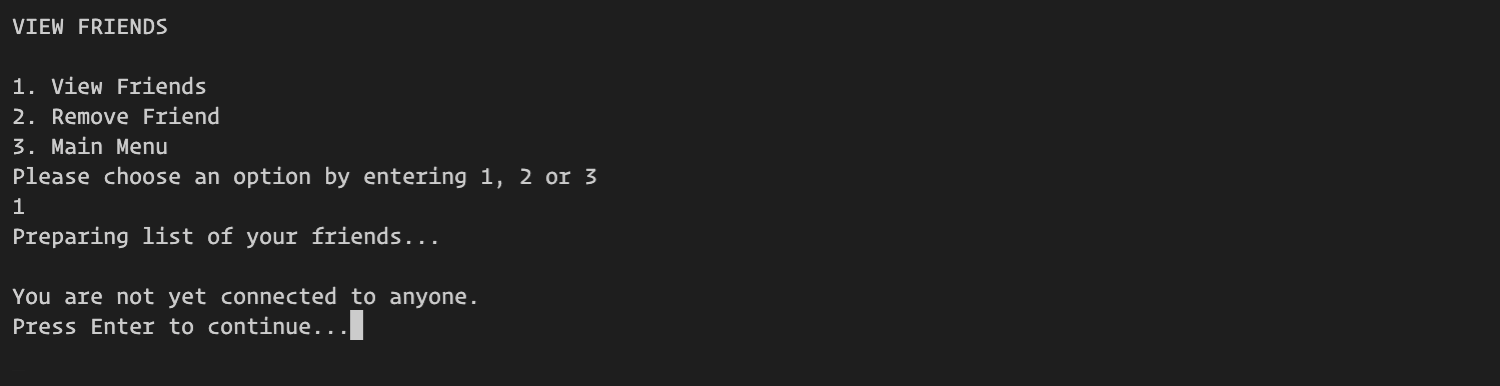 VIEW FRIENDS
1. View Friends
2. Remove Friend
3. Main Menu
Please choose an option by entering 1, 2 or 3
1
Preparing list of your friends...
You are not yet connected to anyone.
Press Enter to continue...